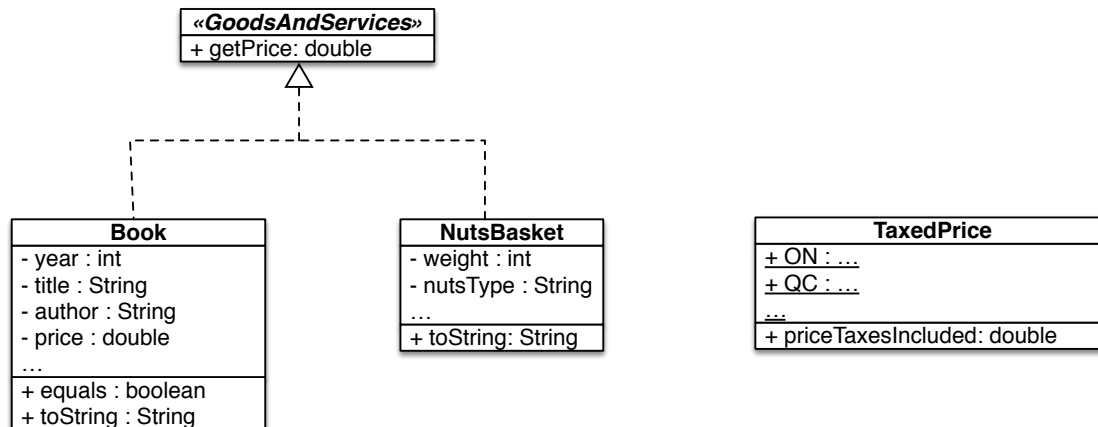 «GoodsAndServices»
+ getPrice: double
Book
- year : int
- title : String
- author : String
- price : double
…
+ equals : boolean
+ toString : String
NutsBasket
- weight : int
- nutsType : String
…
+ toString: String
TaxedPrice
+ ON : …
+ QC : …
…
+ priceTaxesIncluded: double